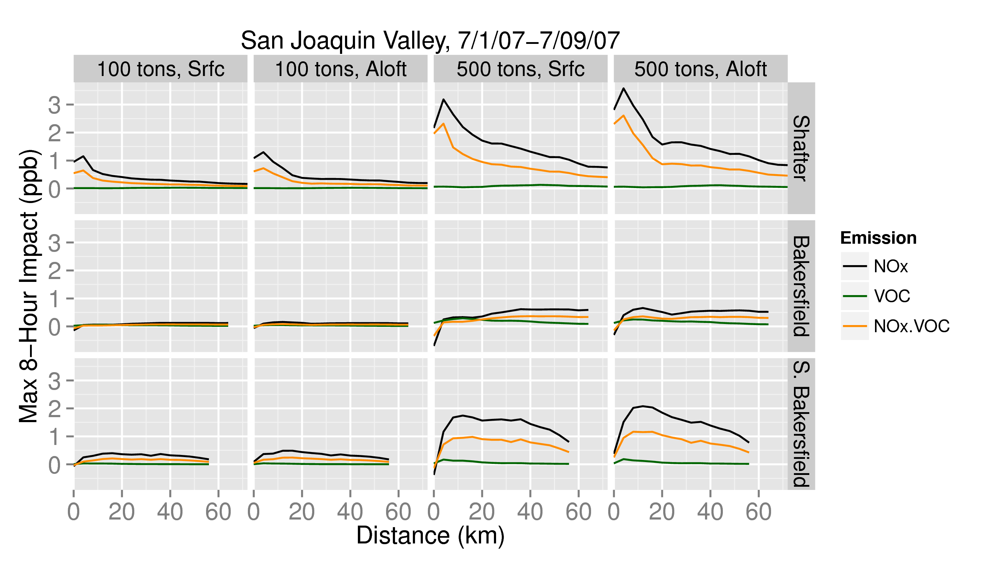 San Joaquin Valley, 7/1/07−7/09/07
100 tons, Srfc
100 tons, Aloft
500 tons, Srfc
500 tons, Aloft
Max 8−Hour Impact (ppb)
3
2
1
0
Shafter
3
2
1
0
Bakersfield
3
2
1
0
S. Bakersfield
0 20 40 60
0 20 40 60
0 20 40 60
0 20 40 60
Distance (km)
Emission
NOx
VOC
NOx.VOC